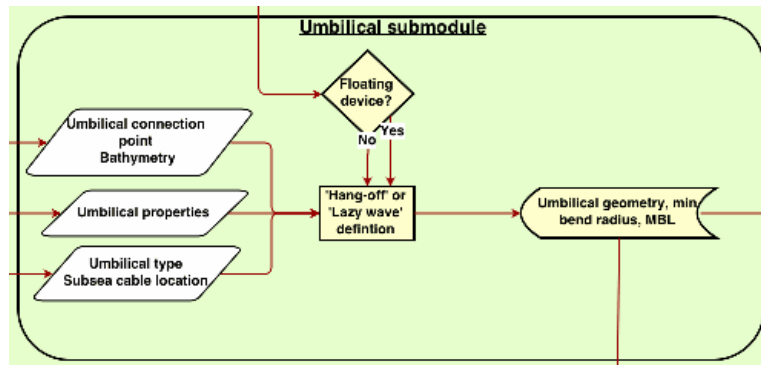 Umbilical submodule
Floating
device?
No
Yes
Umbilical connection
point
Bathymetry
Umbilical properties
Umbilical type
Subsea cable location
'Hang-off' or
'Lazy wave'
defintion
Umbilical geometry, min
bend radius, MBL